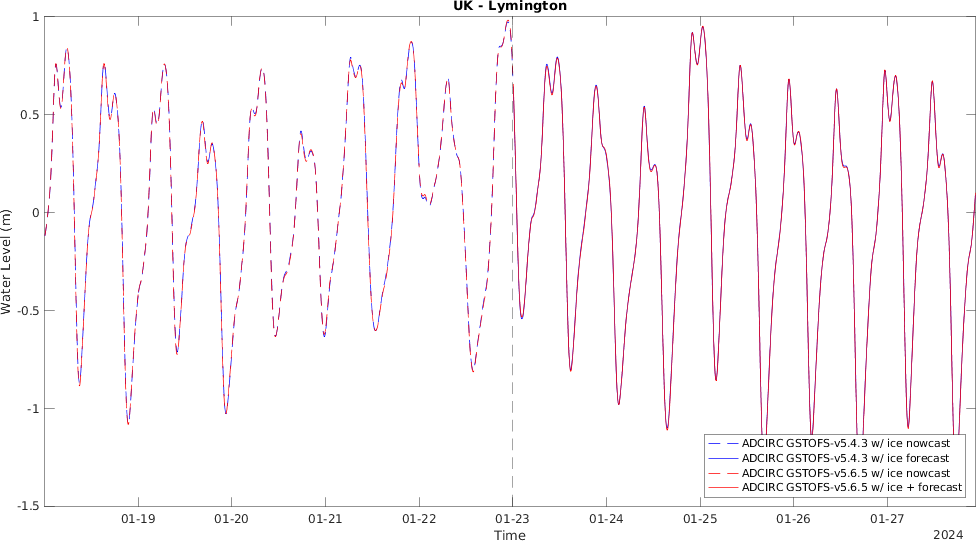 UK - Lymington
1
0.5
0
-0.5
-1
-1.5
Water Level (m)
01-19 01-20 01-21 01-22 01-23 01-24 01-25 01-26 01-27
Time
2024
ADCIRC GSTOFS-v5.4.3 w/ ice nowcast
ADCIRC GSTOFS-v5.4.3 w/ ice forecast
ADCIRC GSTOFS-v5.6.5 w/ ice nowcast
ADCIRC GSTOFS-v5.6.5 w/ ice + forecast